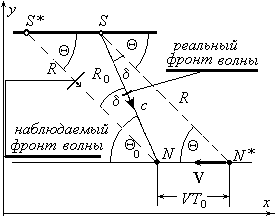 y
S*
S
Θ
Θ
δ
реальный
фронт волны
R
R₀
δ
c
R
наблюдаемый
фронт волны
Θ₀
Θ
N
N*
V
VT₀
x